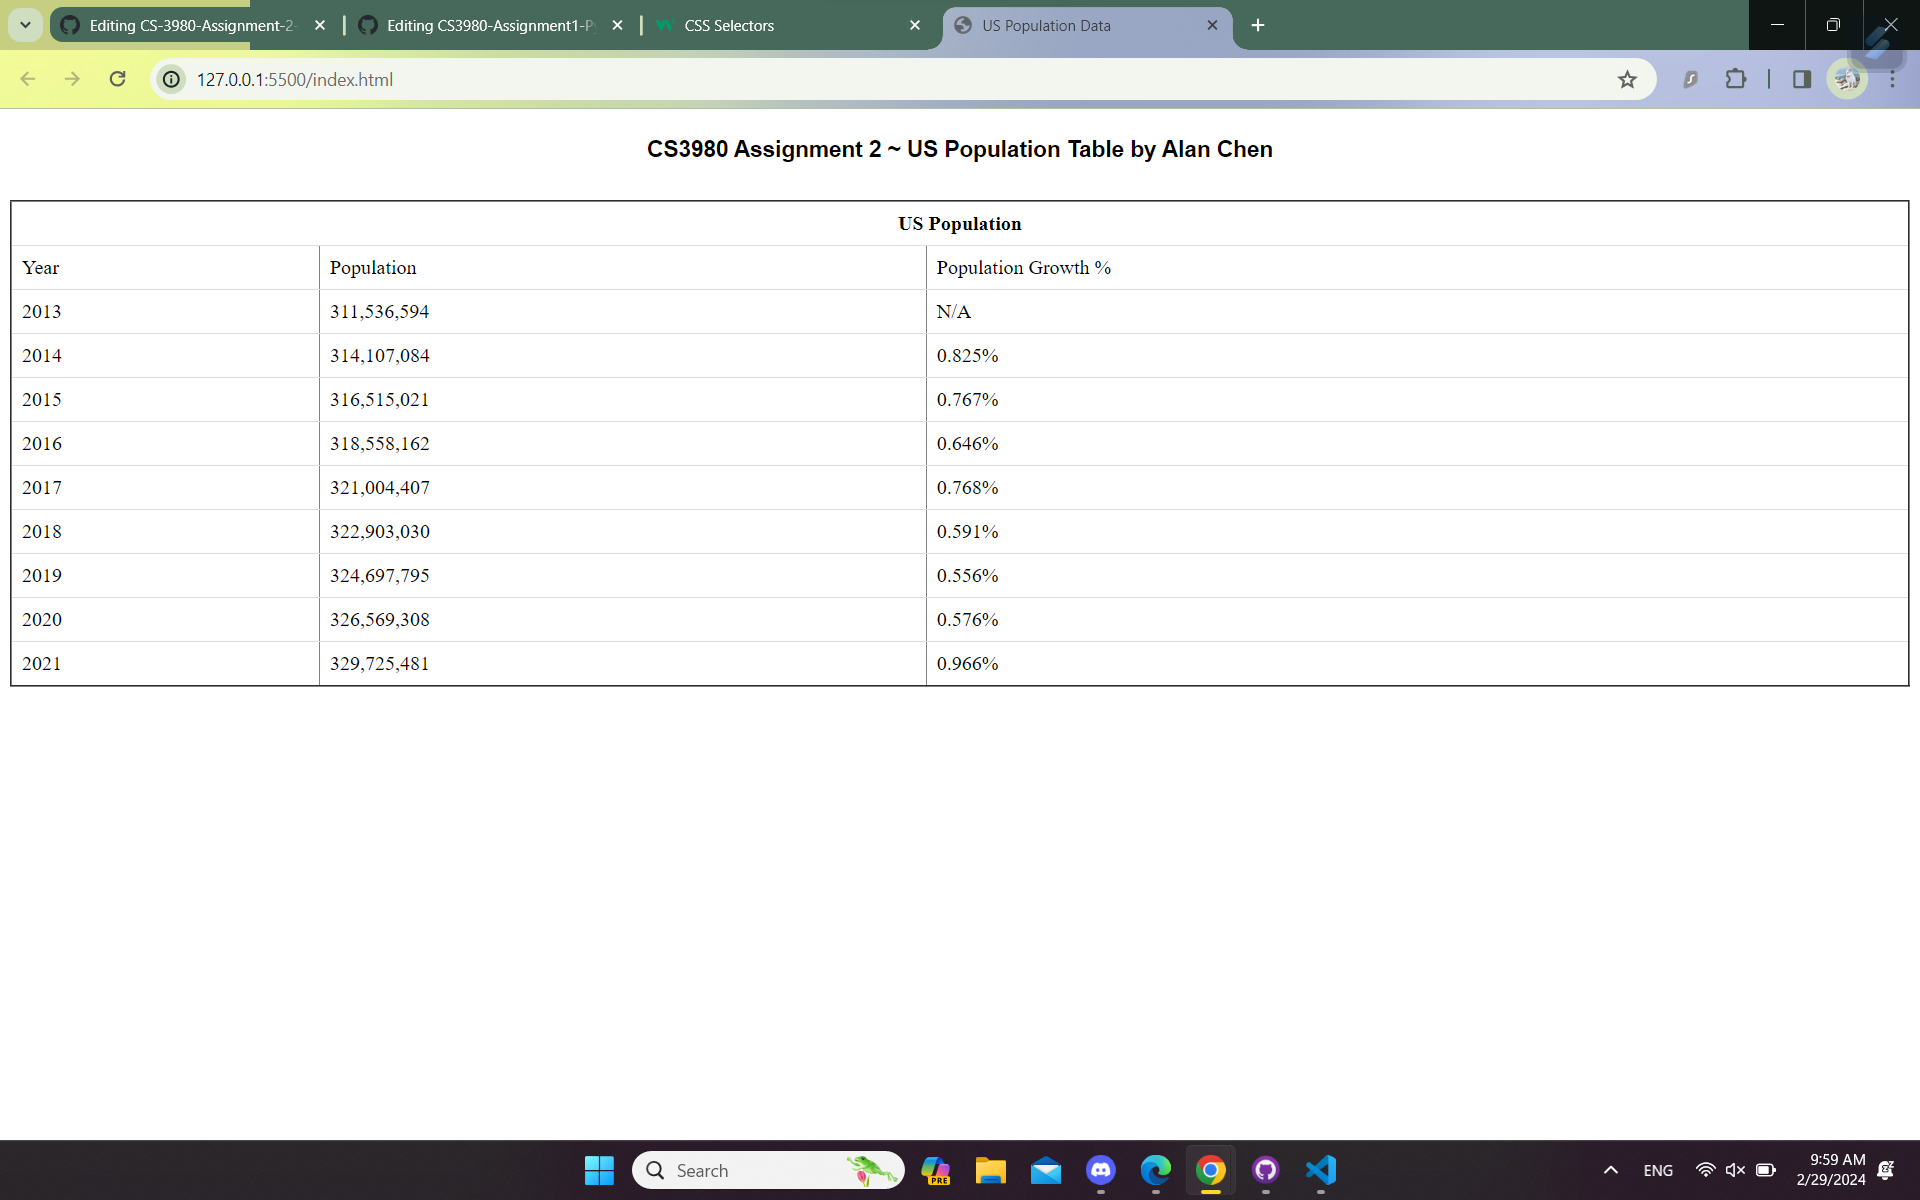 Editing CS-3980-Assignment-2-
Editing CS3980-Assignment1-P
CSS Selectors
US Population Data
127.0.0.1:5500/index.html
CS3980 Assignment 2 ~ US Population Table by Alan Chen
US Population
Year Population Population Growth %
2013 311,536,594 N/A
2014 314,107,084 0.825%
2015 316,515,021 0.767%
2016 318,558,162 0.646%
2017 321,004,407 0.768%
2018 322,903,030 0.591%
2019 324,697,795 0.556%
2020 326,569,308 0.576%
2021 329,725,481 0.966%
Search
PRE
ENG
9:59 AM
2/29/2024